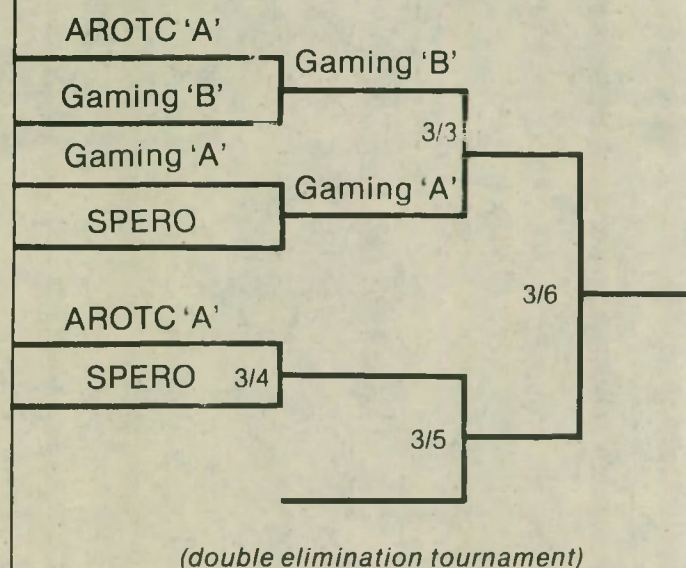 AROTC 'A'
Gaming 'B'
Gaming 'B'
3/3
Gaming 'A'
Gaming 'A'
SPERO
3/6
AROTC 'A'
SPERO 3/4
3/5
(double elimination tournament)